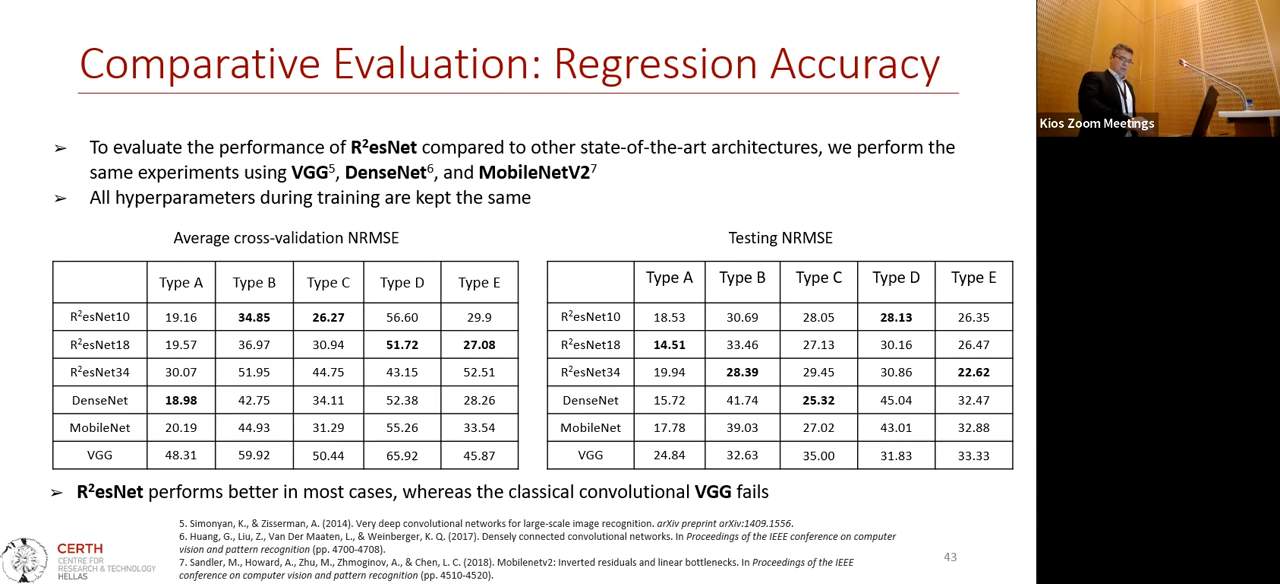 Comparative Evaluation: Regression Accuracy
➢ To evaluate the performance of R²esNet compared to other state-of-the-art architectures, we perform the
same experiments using VGG⁵, DenseNet⁶, and MobileNetV2⁷
➢ All hyperparameters during training are kept the same
Average cross-validation NRMSE
Type A Type B Type C Type D Type E
R²esNet10 19.16 34.85 26.27 56.60 29.9
R²esNet18 19.57 36.97 30.94 51.72 27.08
R²esNet34 30.07 51.95 44.75 43.15 52.51
DenseNet 18.98 42.75 34.11 52.38 28.26
MobileNet 20.19 44.93 31.29 55.26 33.54
VGG 48.31 59.92 50.44 65.92 45.87
Testing NRMSE
Type A Type B Type C Type D Type E
R²esNet10 18.53 30.69 28.05 28.13 26.35
R²esNet18 14.51 33.46 27.13 30.16 26.47
R²esNet34 19.94 28.39 29.45 30.86 22.62
DenseNet 15.72 41.74 25.32 45.04 32.47
MobileNet 17.78 39.03 27.02 43.01 32.88
VGG 24.84 32.63 35.00 31.83 33.33
➢ R²esNet performs better in most cases, whereas the classical convolutional VGG fails
5. Simonyan, K., & Zisserman, A. (2014). Very deep convolutional networks for large-scale image recognition. arXiv preprint arXiv:1409.1556.
6. Huang, G., Liu, Z., Van Der Maaten, L., & Weinberger, K. Q. (2017). Densely connected convolutional networks. In Proceedings of the IEEE conference on computer
vision and pattern recognition (pp. 4700-4708).
7. Sandler, M., Howard, A., Zhu, M., Zhmoginov, A., & Chen, L. C. (2018). Mobilenetv2: Inverted residuals and linear bottlenecks. In Proceedings of the IEEE
conference on computer vision and pattern recognition (pp. 4510-4520).
CERTH
CENTRE FOR
RESEARCH & TECHNOLOGY
HELLAS
43
Kios Zoom Meetings